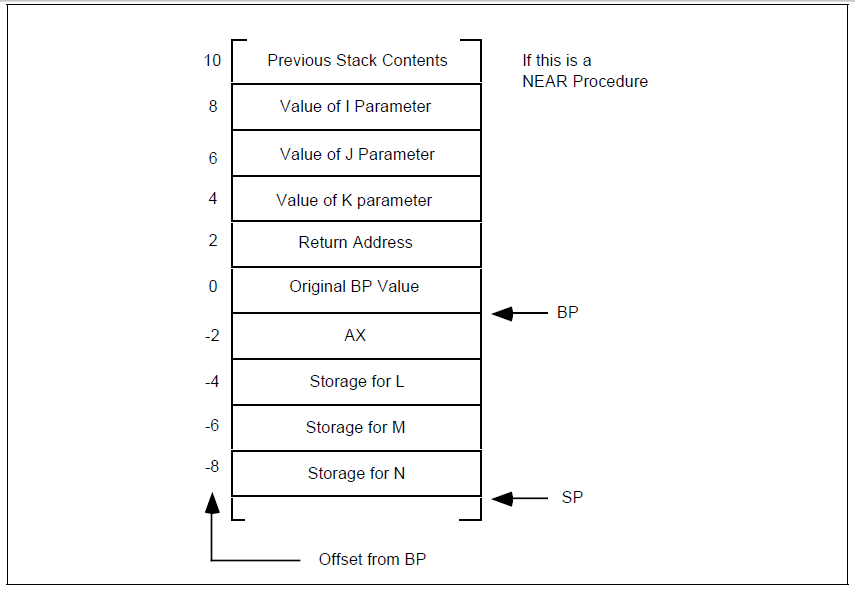 10 Previous Stack Contents
If this is a
NEAR Procedure
8 Value of I Parameter
6 Value of J Parameter
4 Value of K parameter
2 Return Address
0 Original BP Value
BP
-2 AX
-4 Storage for L
-6 Storage for M
-8 Storage for N
SP
Offset from BP